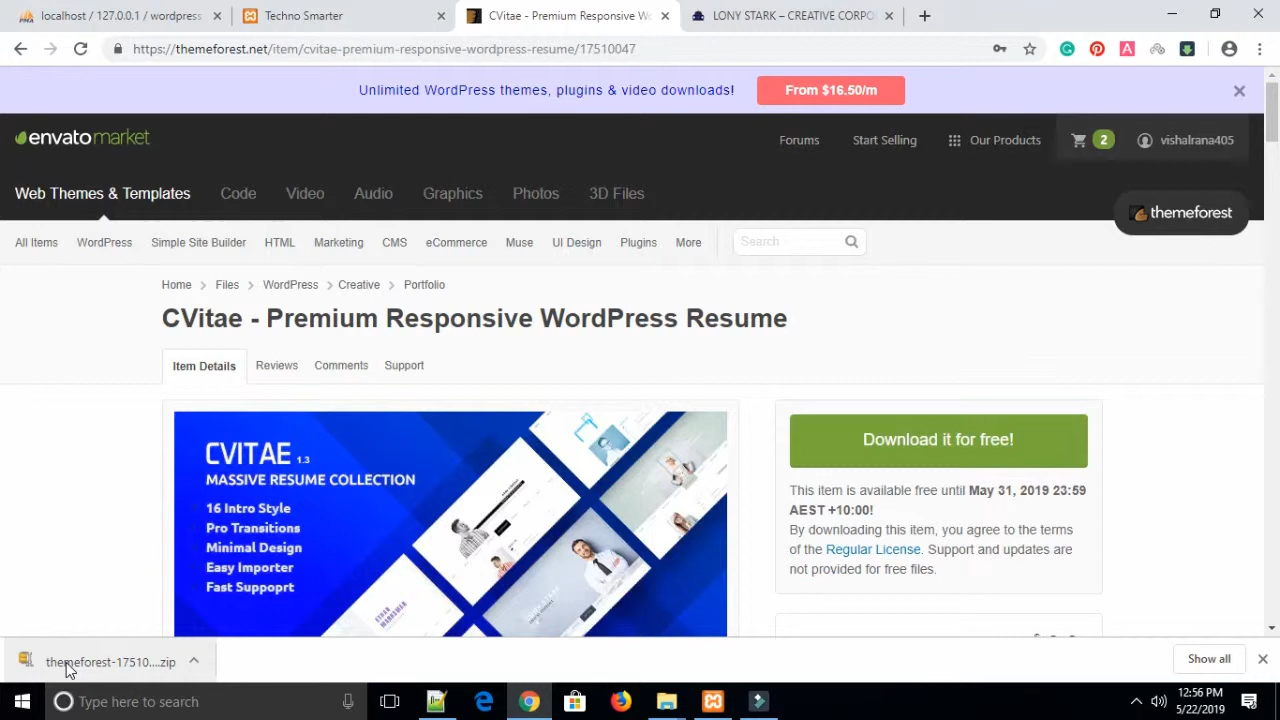 localhost / 127.0.0.1 / wordpress
Techno Smarter
CVitae - Premium Responsive Wo
LONY STARK – CREATIVE CORPO
https://themeforest.net/item/cvitae-premium-responsive-wordpress-resume/17510047
Unlimited WordPress themes, plugins & video downloads!
From $16.50/m
envato market
Forums
Start Selling
Our Products
2
vishalrana405
Web Themes & Templates
Code
Video
Audio
Graphics
Photos
3D Files
themeforest
All Items
WordPress
Simple Site Builder
HTML
Marketing
CMS
eCommerce
Muse
UI Design
Plugins
More
Search
Home
Files
WordPress
Creative
Portfolio
CVitae - Premium Responsive WordPress Resume
Item Details
Reviews
Comments
Support
CVITAE 1.3
MASSIVE RESUME COLLECTION
16 Intro Style
Pro Transitions
Minimal Design
Easy Importer
Fast Suppoprt
Download it for free!
This item is available free until May 31, 2019 23:59
AEST +10:00!
By downloading this item, you agree to the terms
of the Regular License. Support and updates are
not provided for free files.
themeforest-17510....zip
Show all
Type here to search
12:56 PM
5/22/2019